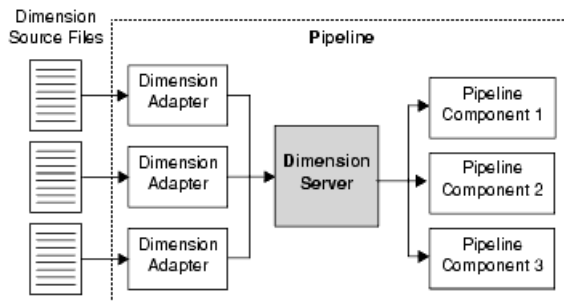 Dimension
Source Files
Pipeline
Dimension
Adapter
Dimension
Adapter
Dimension
Adapter
Dimension
Server
Pipeline
Component 1
Pipeline
Component 2
Pipeline
Component 3